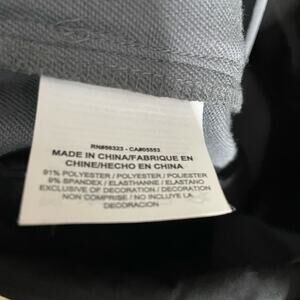 RN#56323 - CA#05553
MADE IN CHINA/FABRIQUE EN
CHINE/HECHO EN CHINA
91% POLYESTER / POLYESTER / POLIESTER
9% SPANDEX / ELASTHANNE / ELASTANO
EXCLUSIVE OF DECORATION / DECORATION
NON COMPRISE / NO INCLUYE LA
DECORACION